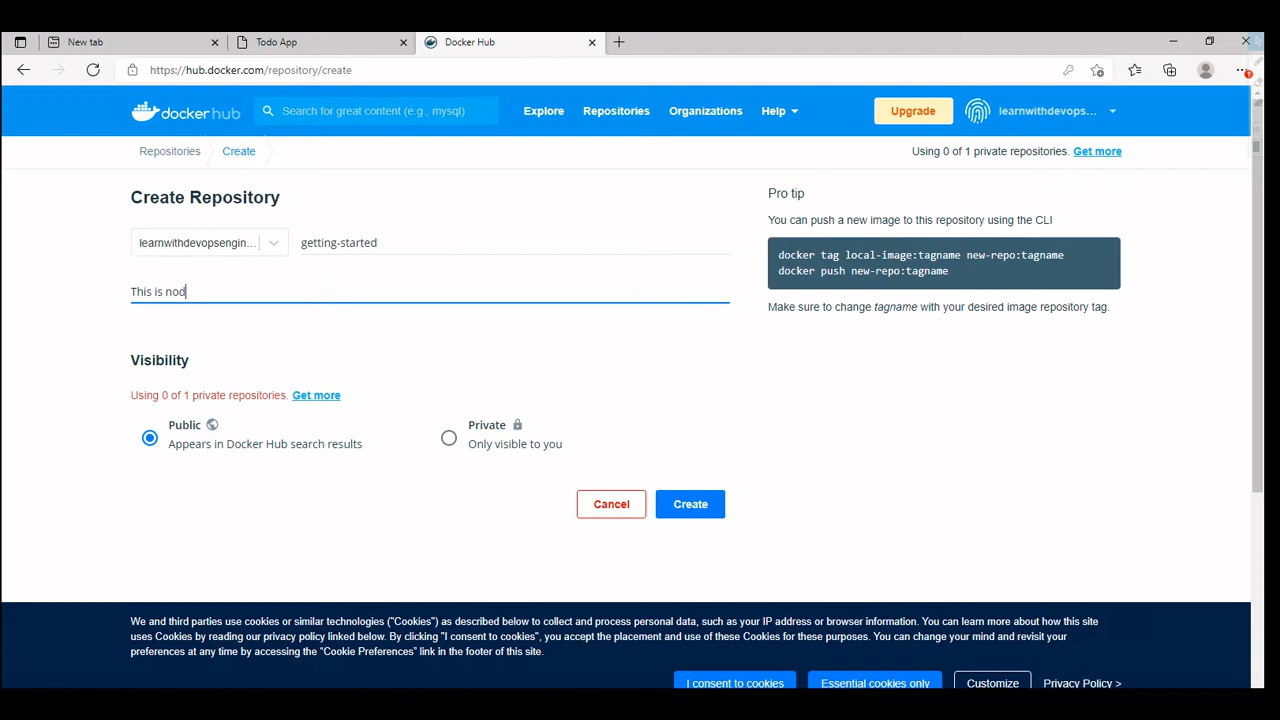 New tab
Todo App
Docker Hub
https://hub.docker.com/repository/create
dockerhub
Search for great content (e.g., mysql)
Explore
Repositories
Organizations
Help
Upgrade
learnwithdevops...
Repositories
Create
Using 0 of 1 private repositories. Get more
Create Repository
learnwithdevopsengin...
getting-started
This is nod
Visibility
Using 0 of 1 private repositories. Get more
Public
Appears in Docker Hub search results
Private
Only visible to you
Cancel
Create
Pro tip
You can push a new image to this repository using the CLI
docker tag local-image:tagname new-repo:tagname
docker push new-repo:tagname
Make sure to change tagname with your desired image repository tag.
We and third parties use cookies or similar technologies ("Cookies") as described below to collect and process personal data, such as your IP address or browser information. You can learn more about how this site
uses Cookies by reading our privacy policy linked below. By clicking "I consent to cookies", you accept the placement and use of these Cookies for these purposes. You can change your mind and revisit your
preferences at any time by accessing the "Cookie Preferences" link in the footer of this site.
I consent to cookies
Essential cookies only
Customize
Privacy Policy >